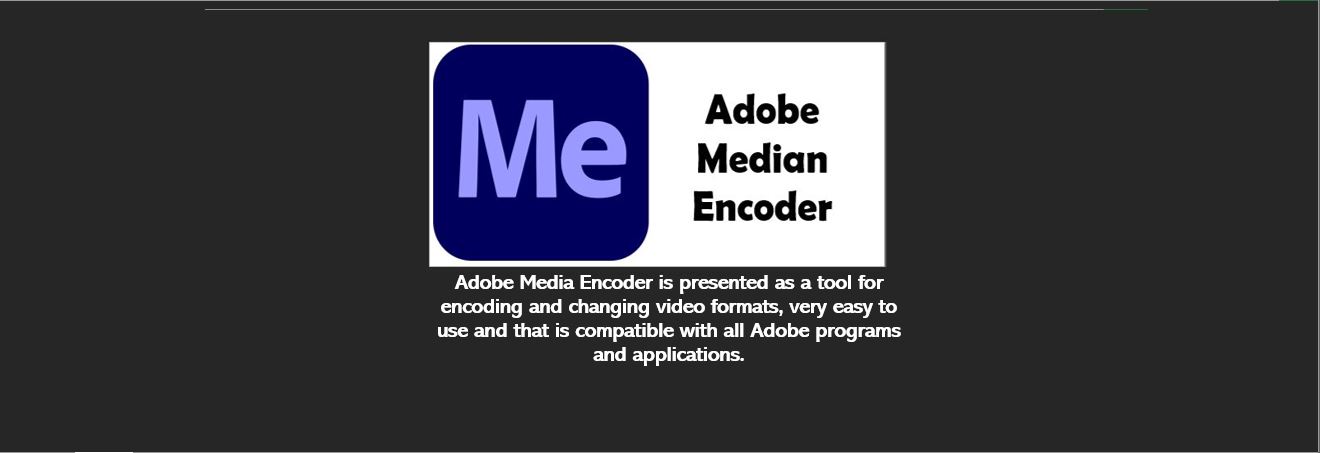 Me
Adobe
Median
Encoder
Adobe Media Encoder is presented as a tool for
encoding and changing video formats, very easy to
use and that is compatible with all Adobe programs
and applications.